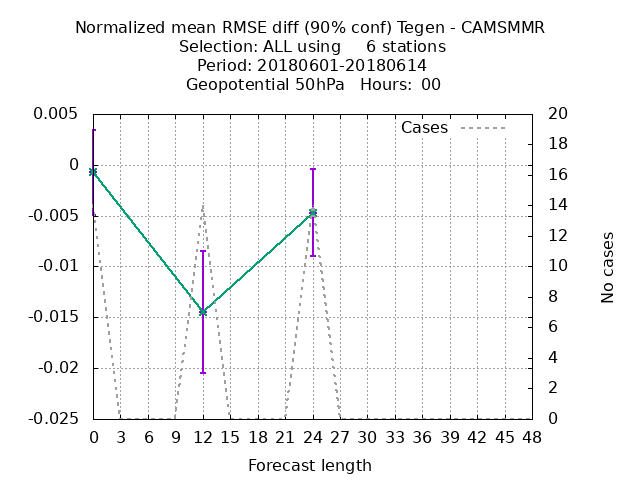 Normalized mean RMSE diff (90% conf) Tegen - CAMSMMR
Selection: ALL using     6 stations
Period: 20180601-20180614
Geopotential 50hPa   Hours:  00
Cases
0.005
0
-0.005
-0.01
-0.015
-0.02
-0.025
20
18
16
14
12
10
8
6
4
2
0
No cases
0 3 6 9 12 15 18 21 24 27 30 33 36 39 42 45 48
Forecast length